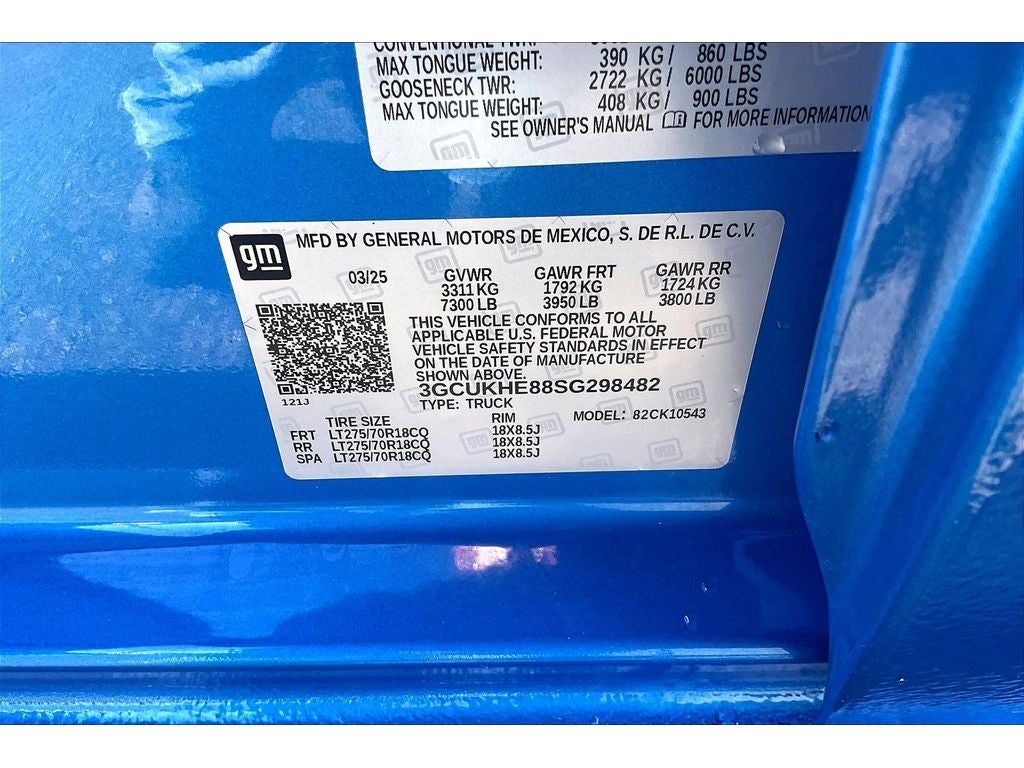 CONVENTIONAL TWR:
MAX TONGUE WEIGHT: 390 KG / 860 LBS
GOOSENECK TWR: 2722 KG / 6000 LBS
MAX TONGUE WEIGHT: 408 KG / 900 LBS
SEE OWNER'S MANUAL FOR MORE INFORMATION
gm MFD BY GENERAL MOTORS DE MEXICO, S. DE R.L. DE C.V.
03/25 GVWR GAWR FRT GAWR RR
3311 KG 1792 KG 1724 KG
7300 LB 3950 LB 3800 LB
THIS VEHICLE CONFORMS TO ALL
APPLICABLE U.S. FEDERAL MOTOR
VEHICLE SAFETY STANDARDS IN EFFECT
ON THE DATE OF MANUFACTURE
SHOWN ABOVE.
3GCUKHE88SG298482
121J
TYPE: TRUCK MODEL: 82CK10543
TIRE SIZE RIM
FRT LT275/70R18CQ 18X8.5J
RR LT275/70R18CQ 18X8.5J
SPA LT275/70R18CQ 18X8.5J